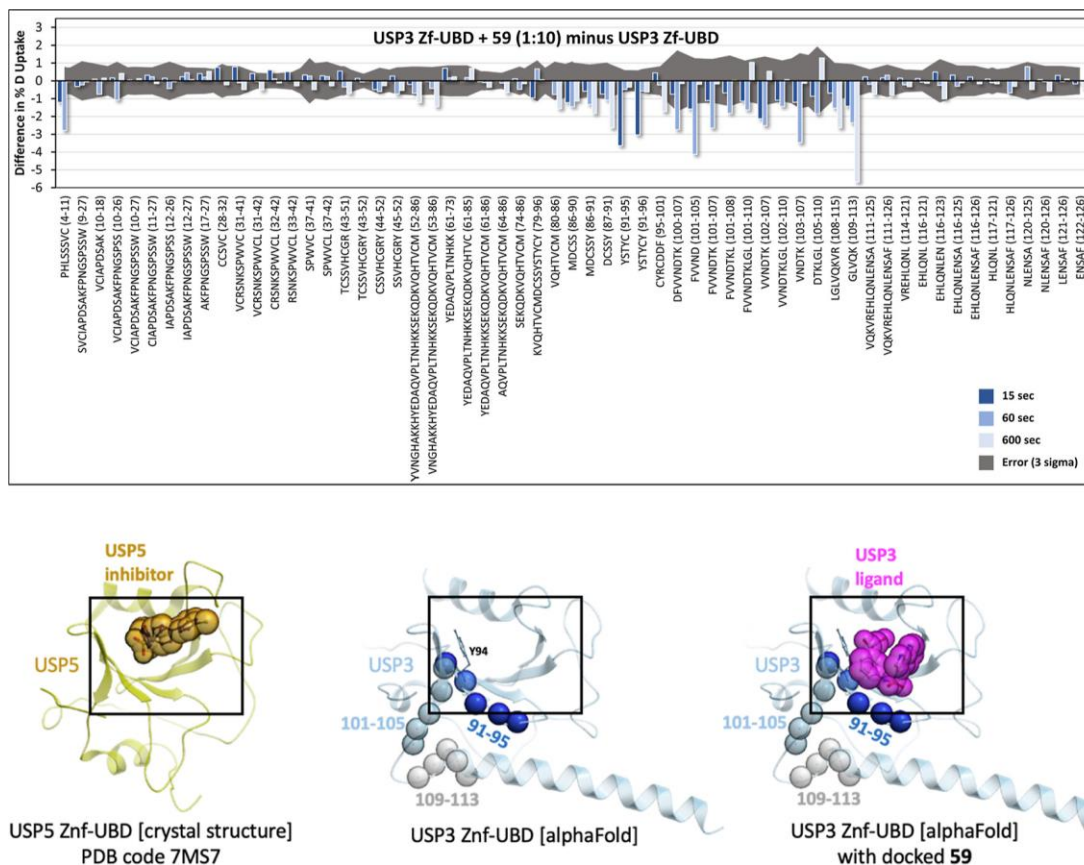 USP3 Zf-UBD + 59 (1:10) minus USP3 Zf-UBD
Difference in % D Uptake
3
2
1
0
-1
-2
-3
-4
-5
-6
PHLSSSVC (4-11)
SVCIAPDSAKFPNGSPSSW (9-27)
VCIAPDSAK (10-18)
VCIAPDSAKFPNGSPSS (10-26)
VCIAPDSAKFPNGSPSSW (10-27)
CIAPDSAKFPNGSPSSW (11-27)
IAPDSAKFPNGSPSS (12-26)
IAPDSAKFPNGSPSSW (12-27)
AKFPNGSPSSW (17-27)
CCSVC (28-32)
VCRSNKSPWVC (31-41)
VCRSNKSPWVCL (31-42)
CRSNKSPWVCL (32-42)
RSNKSPWVCL (33-42)
SPWVC (37-41)
SPWVCL (37-42)
TCSSVHCGR (43-51)
TCSSVHCGRY (43-52)
CSSVHCGRY (44-52)
SSVHCGRY (45-52)
YVNGHAKKHYEDAQVPLTNHKKSEKQDKVQHTVCM (52-86)
VNGHAKKHYEDAQVPLTNHKKSEKQDKVQHTVCM (53-86)
YEDAQVPLTNHKK (61-73)
YEDAQVPLTNHKKSEKQDKVQHTVC (61-85)
YEDAQVPLTNHKKSEKQDKVQHTVCM (61-86)
AQVPLTNHKKSEKQDKVQHTVCM (64-86)
SEKQDKVQHTVCM (74-86)
KVQHTVCMDCSSYSTYCY (79-96)
VQHTVCM (80-86)
MDCSS (86-90)
MDCSSY (86-91)
DCSSY (87-91)
YSTYC (91-95)
YSTYCY (91-96)
CYRCDDF (95-101)
DFVVNDTK (100-107)
FVVND (101-105)
FVVNDTK (101-107)
FVVNDTKL (101-108)
FVVNDTKLGL (101-110)
VVNDTK (102-107)
VVNDTKLGL (102-110)
VNDTK (103-107)
DTKLGL (105-110)
LGLVQKVR (108-115)
GLVQK (109-113)
VQKVREHLQNLENSA (111-125)
VQKVREHLQNLENSAF (111-126)
VREHLQNL (114-121)
EHLQNL (116-121)
EHLQNLEN (116-123)
EHLQNLENSA (116-125)
EHLQNLENSAF (116-126)
HLQNL (117-121)
HLQNLENSAF (117-126)
NLENSA (120-125)
NLENSAF (120-126)
LENSAF (121-126)
ENSAF (122-126)
15 sec
60 sec
600 sec
Error (3 sigma)
USP5
inhibitor
USP5
USP5 Znf-UBD [crystal structure]
PDB code 7MS7
Y94
USP3
101-105
91-95
109-113
USP3 Znf-UBD [alphaFold]
USP3
ligand
USP3
101-105
91-95
109-113
USP3 Znf-UBD [alphaFold]
with docked 59